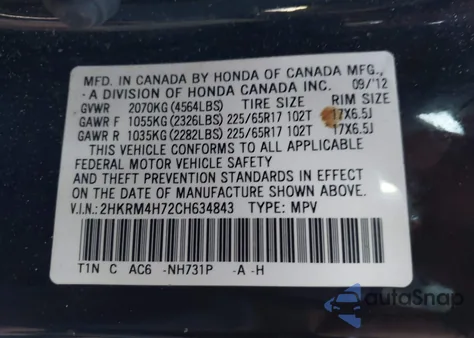 MFD. IN CANADA BY HONDA OF CANADA MFG.,
- A DIVISION OF HONDA CANADA INC. 09/'12
GVWR 2070KG (4564LBS) TIRE SIZE RIM SIZE
GAWR F 1055KG (2326LBS) 225/65R17 102T 17X6.5J
GAWR R 1035KG (2282LBS) 225/65R17 102T 17X6.5J
THIS VEHICLE CONFORMS TO ALL APPLICABLE
FEDERAL MOTOR VEHICLE SAFETY
AND THEFT PREVENTION STANDARDS IN EFFECT
ON THE DATE OF MANUFACTURE SHOWN ABOVE.
V.I.N.: 2HKRM4H72CH634843 TYPE: MPV
T1N C AC6 -NH731P -A -H
autoSnap